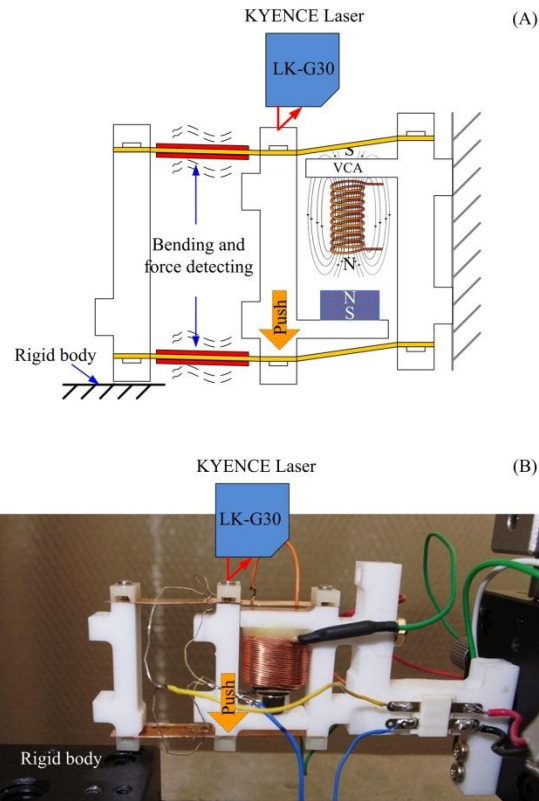 KYENCE Laser
(A)
LK-G30
S
VCA
Bending and
force detecting
N
N
S
Push
Rigid body
KYENCE Laser
(B)
LK-G30
Push
Rigid body